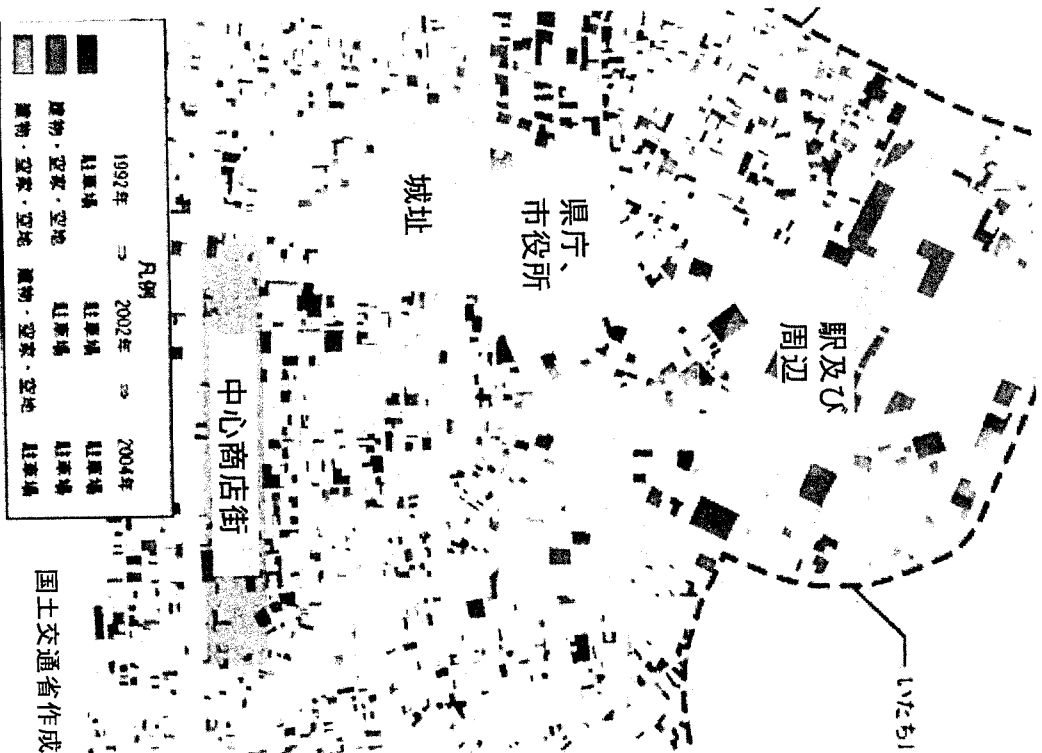 いたち
駅及び
周辺
県庁、
市役所
城址
中心商店街
凡例
1992年 ⇨ 2002年 ⇨ 2004年
駐車場 駐車場 駐車場
建物・空家・空地 駐車場 駐車場
建物・空家・空地 建物・空家・空地 駐車場
国土交通省作成